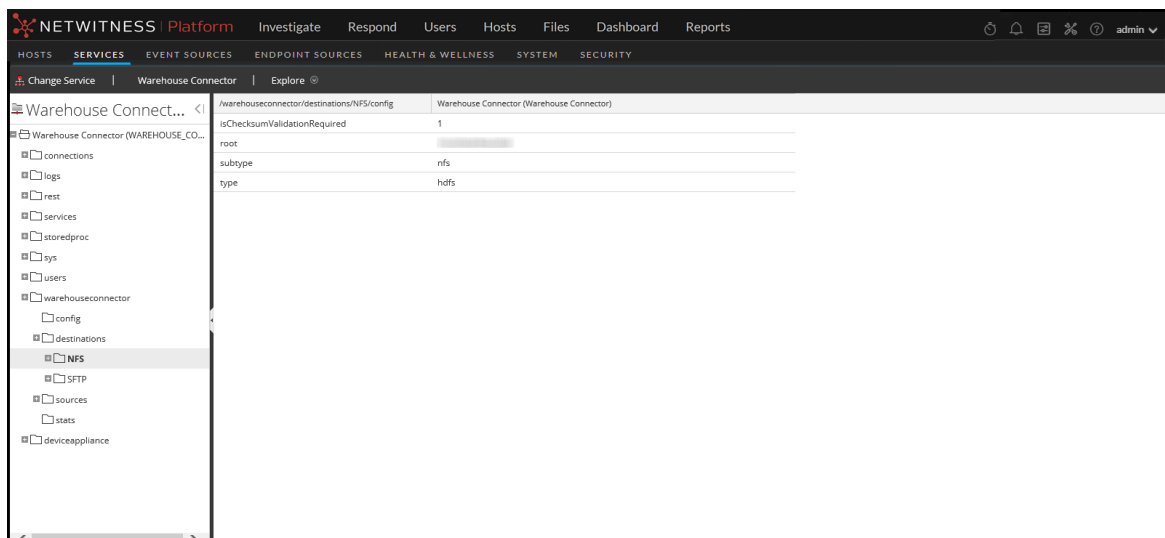 NETWITNESS | Platform Investigate Respond Users Hosts Files Dashboard Reports admin
HOSTS SERVICES EVENT SOURCES ENDPOINT SOURCES HEALTH & WELLNESS SYSTEM SECURITY
Change Service | Warehouse Connector | Explore
Warehouse Connect...
/warehouseconnector/destinations/NFS/config Warehouse Connector (Warehouse Connector)
isChecksumValidationRequired 1
root
subtype nfs
type hdfs
Warehouse Connector (WAREHOUSE_CO...
connections
logs
rest
services
storedproc
sys
users
warehouseconnector
config
destinations
NFS
SFTP
sources
stats
deviceappliance